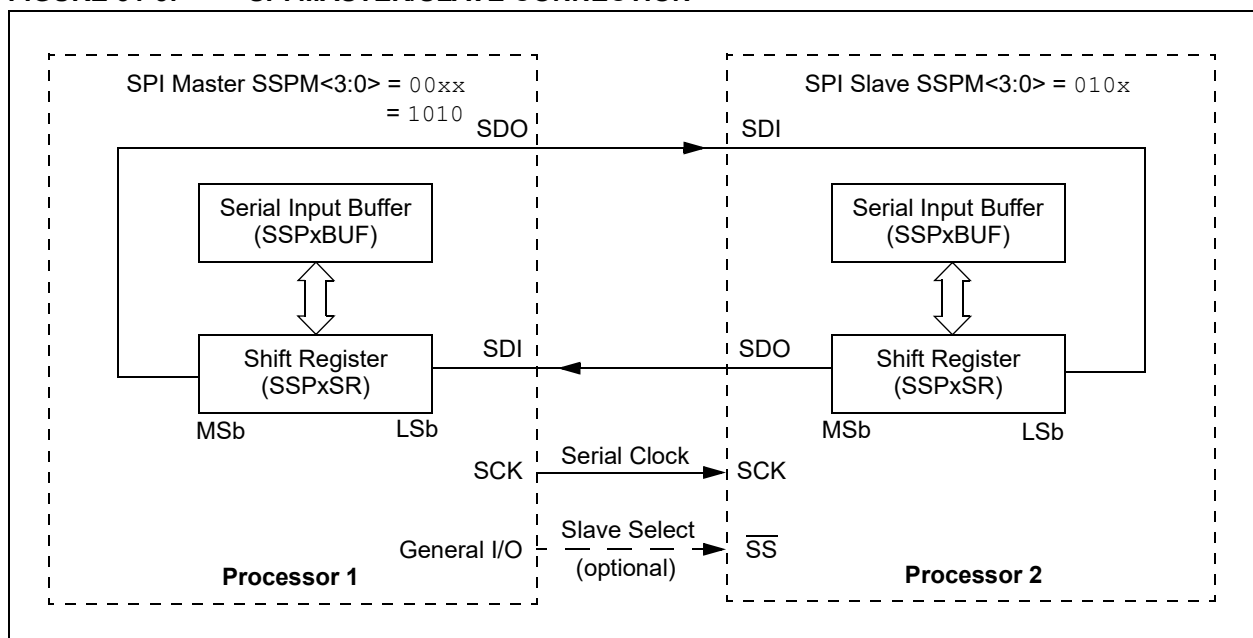 SPI Master SSPM<3:0> = 00xx
= 1010
SPI Slave SSPM<3:0> = 010x
SDO
SDI
Serial Input Buffer
(SSPxBUF)
Serial Input Buffer
(SSPxBUF)
Shift Register
(SSPxSR)
SDI
SDO
Shift Register
(SSPxSR)
MSb
LSb
MSb
LSb
SCK
Serial Clock
SCK
General I/O
Slave Select
(optional)
SS
Processor 1
Processor 2